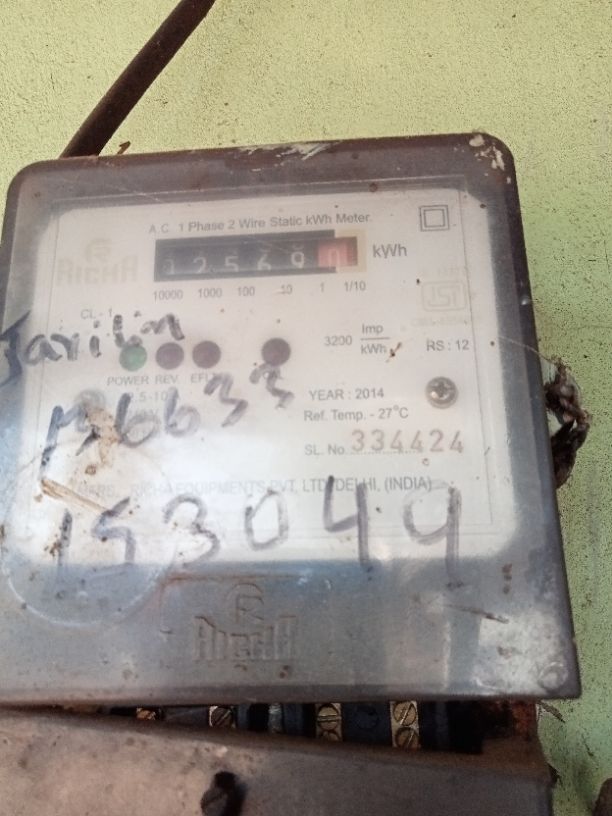 A C 1 Phase 2 Wire Static kWh Meter
RICHA
125690 kWh
10000 1000 100 10 1 1/10
CL - 1
3200 Imp/kWh
RS : 12
POWER REV EFL
YEAR : 2014
Ref. Temp. - 27°C
SL. No. 334424
RICHA EQUIPMENTS PVT. LTD. DELHI, (INDIA)
153049
RICHA